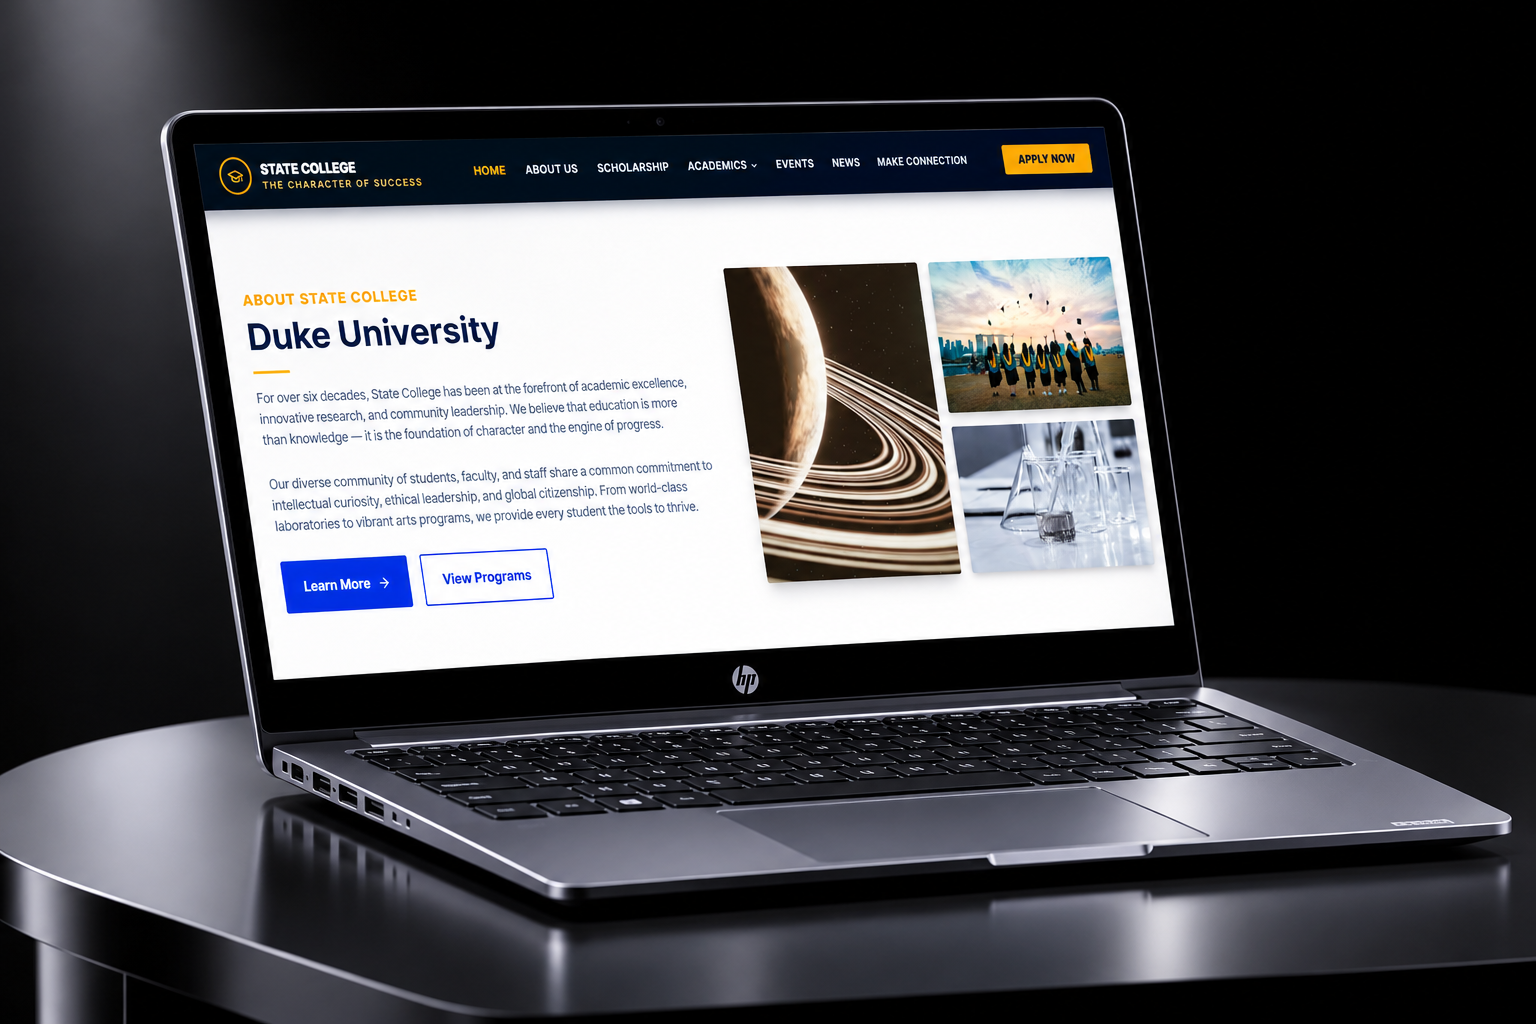 STATE COLLEGE
THE CHARACTER OF SUCCESS
HOME ABOUT US SCHOLARSHIP ACADEMICS EVENTS NEWS MAKE CONNECTION APPLY NOW
ABOUT STATE COLLEGE
Duke University
For over six decades, State College has been at the forefront of academic excellence,
innovative research, and community leadership. We believe that education is more
than knowledge — it is the foundation of character and the engine of progress.
Our diverse community of students, faculty, and staff share a common commitment to
intellectual curiosity, ethical leadership, and global citizenship. From world-class
laboratories to vibrant arts programs, we provide every student the tools to thrive.
Learn More → View Programs
hp